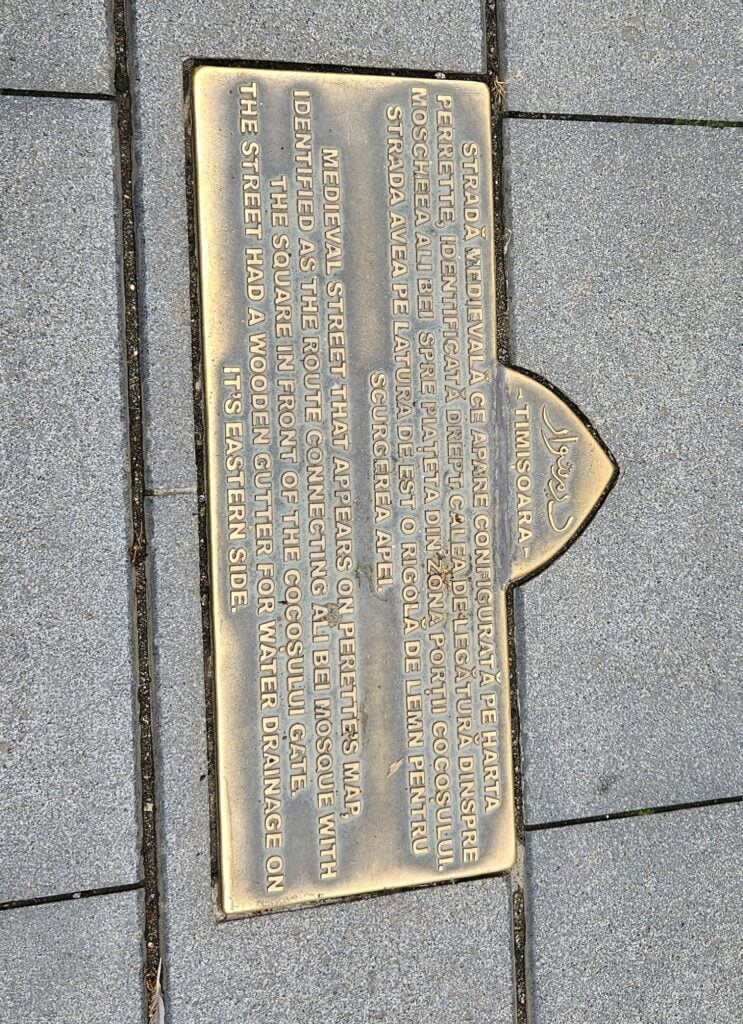 -TIMIȘOARA-
STRADĂ MEDIEVALĂ CE APANE CONFIGURATĂ PE HARTA
PERRETTE, IDENTIFICATĂ DREPT CALEA DE LEGĂTURĂ DINSPRE
MOSCHEEA ALI BEI SPRE PIAȚETA DIN ZONA PORȚII COCOȘULUI.
STRADA AVEA PE LATURA DE EST O RIGOLĂ DE LEMN PENTRU
SCURGEREA APEI
MEDIEVAL STREET THAT APPEARS ON PERETTE'S MAP,
IDENTIFIED AS THE ROUTE CONNECTING ALI BEI MOSQUE WITH
THE SQUARE IN FRONT OF THE COCOȘULUI GATE.
THE STREET HAD A WOODEN GUTTER FOR WATER DRAINAGE ON
IT'S EASTERN SIDE.